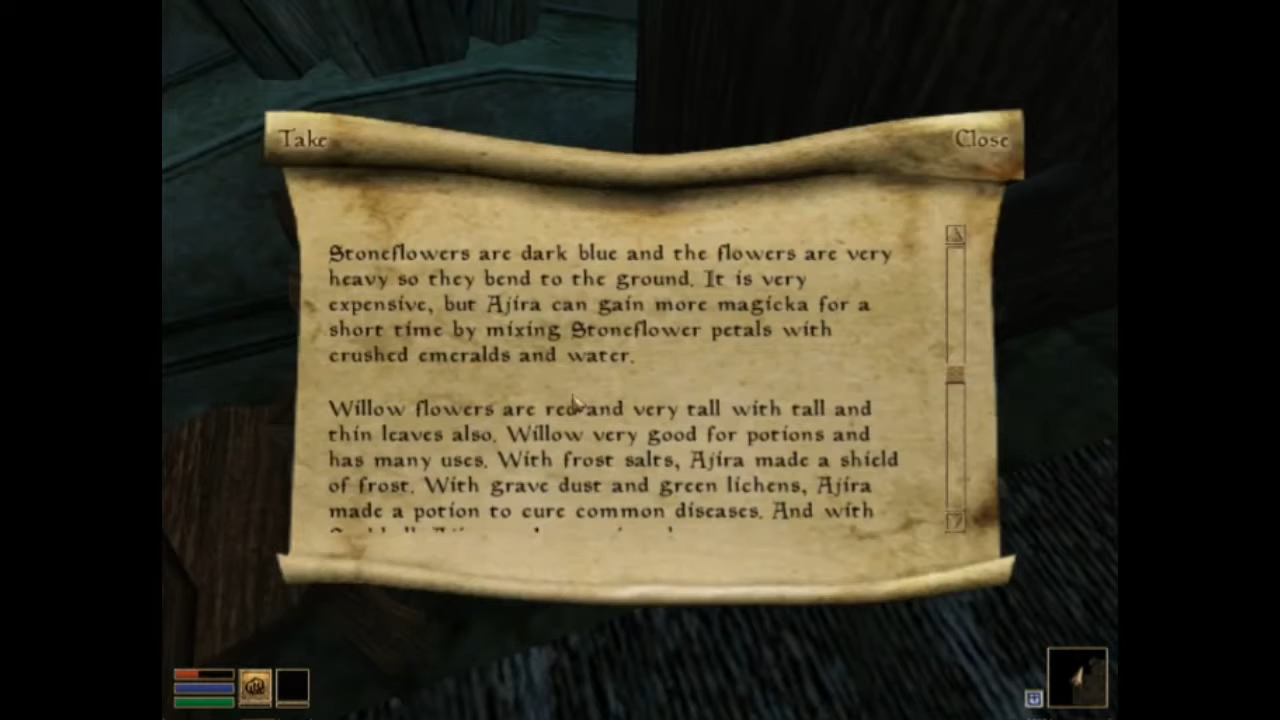 Take
Close
Stoneflowers are dark blue and the flowers are very
heavy so they bend to the ground. It is very
expensive, but Ajira can gain more magicka for a
short time by mixing Stoneflower petals with
crushed emeralds and water.
Willow flowers are red and very tall with tall and
thin leaves also. Willow very good for potions and
has many uses. With frost salts, Ajira made a shield
of frost. With grave dust and green lichens, Ajira
made a potion to cure common diseases. And with